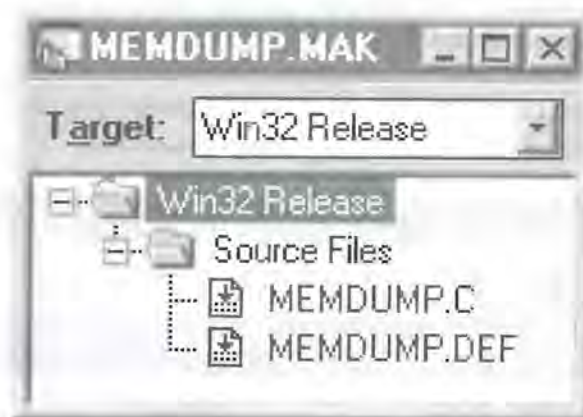 MEMDUMP.MAK
Target: Win32 Release
Win32 Release
Source Files
MEMDUMP.C
MEMDUMP.DEF